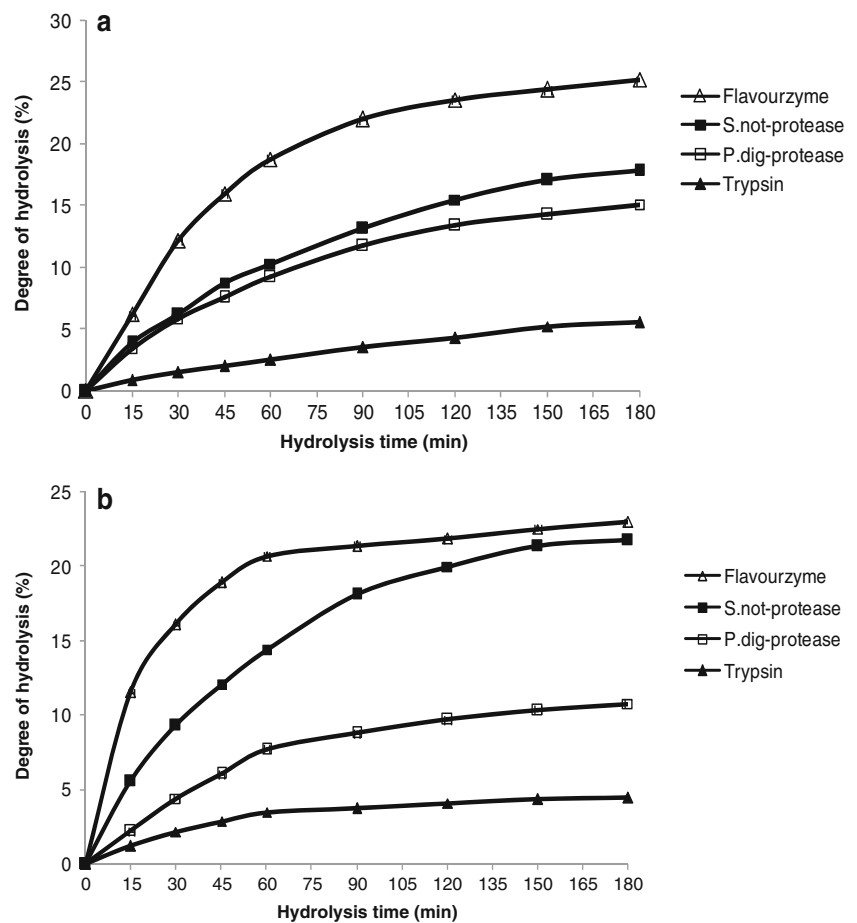 a
30
25
20
15
10
5
0
Degree of hydrolysis (%)
0 15 30 45 60 75 90 105 120 135 150 165 180
Hydrolysis time (min)
Flavourzyme
S.not-protease
P.dig-protease
Trypsin
b
25
20
15
10
5
0
Degree of hydrolysis (%)
0 15 30 45 60 75 90 105 120 135 150 165 180
Hydrolysis time (min)
Flavourzyme
S.not-protease
P.dig-protease
Trypsin